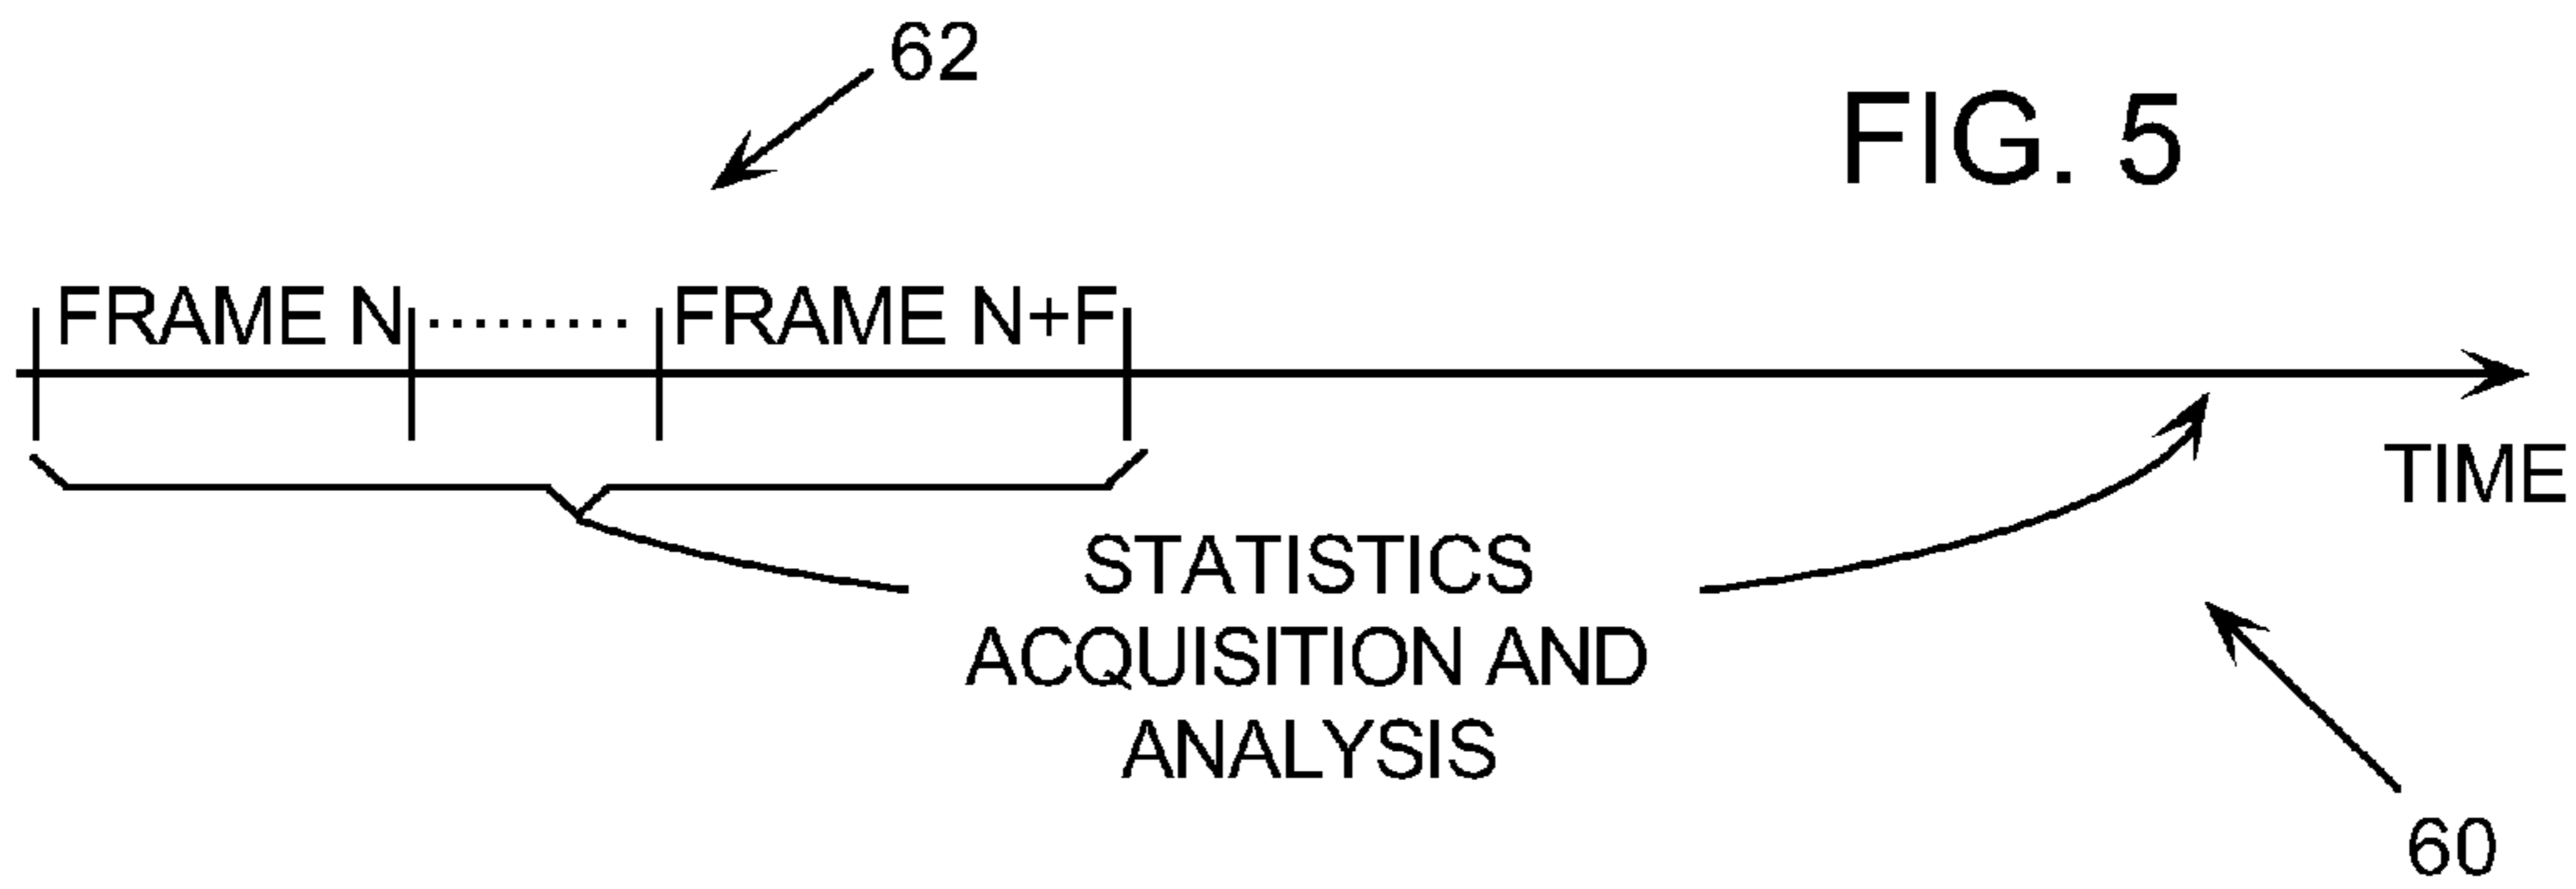 62
FIG. 5
FRAME N ......... FRAME N+F
TIME
STATISTICS
ACQUISITION AND
ANALYSIS
60